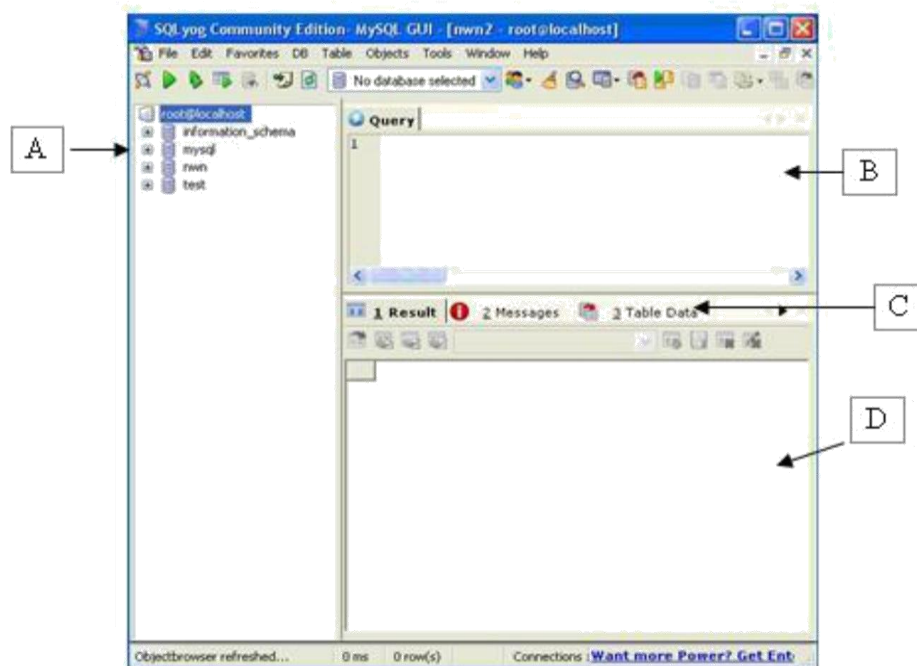 SQLyog Community Edition- MySQL GUI - [nwn2 - root@localhost]
File Edit Favorites DB Table Objects Tools Window Help
No database selected
root@localhost
information_schema
mysql
nwn
test
Query
1
A
B
1 Result 2 Messages 3 Table Data
C
D
Objectbrowser refreshed... 0 ms 0 row(s) Connections : Want more Power? Get Ent